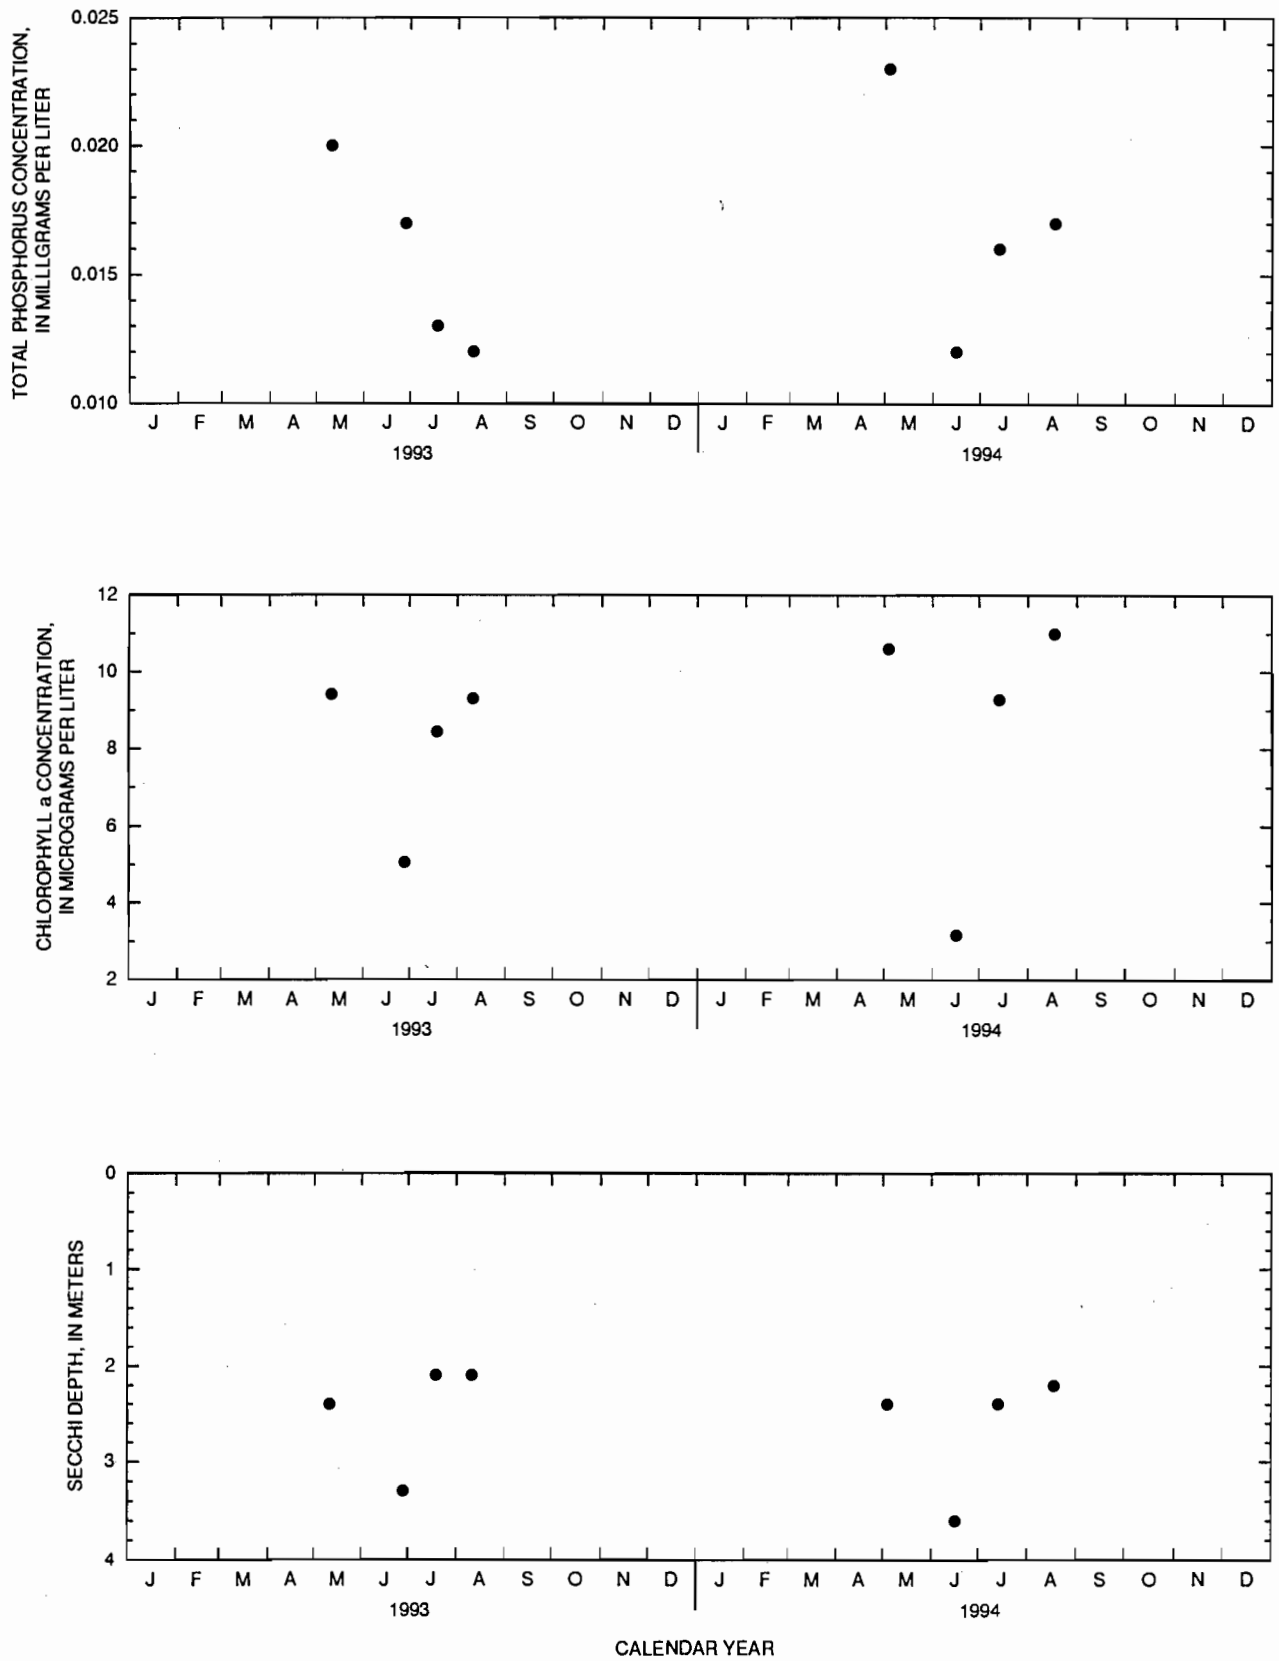 TOTAL PHOSPHORUS CONCENTRATION,
IN MILLLGRAMS PER LITER
0.025
0.020
0.015
0.010
J F M A M J J A S O N D J F M A M J J A S O N D
1993 1994
CHLOROPHYLL a CONCENTRATION,
IN MICROGRAMS PER LITER
12
10
8
6
4
2
J F M A M J J A S O N D J F M A M J J A S O N D
1993 1994
SECCHI DEPTH, IN METERS
0
1
2
3
4
J F M A M J J A S O N D J F M A M J J A S O N D
1993 1994
CALENDAR YEAR